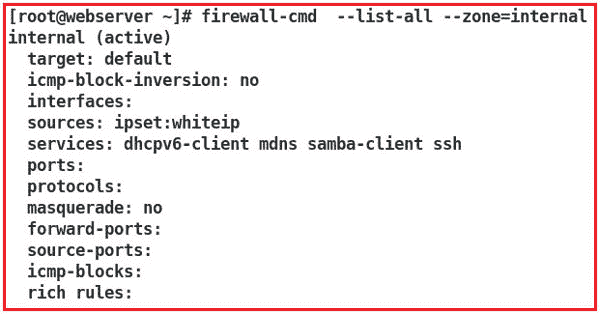 [root@webserver ~]# firewall-cmd  --list-all --zone=internal
internal (active)
  target: default
  icmp-block-inversion: no
  interfaces:
  sources: ipset:whiteip
  services: dhcpv6-client mdns samba-client ssh
  ports:
  protocols:
  masquerade: no
  forward-ports:
  source-ports:
  icmp-blocks:
  rich rules: